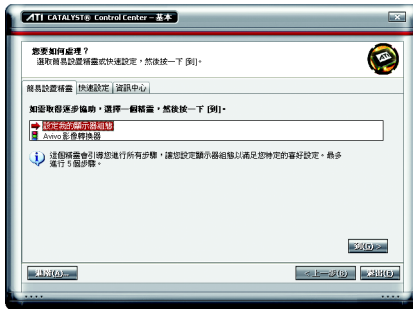 ATI CATALYST® Control Center – 基本
您要如何處理？
選取簡易設置精靈或快速設定，然後按一下 [到]。
ATI
簡易設置精靈 快速設定 資訊中心
如要取得逐步協助，選擇一個精靈，然後按一下 [到]。
設定我的顯示器組態
Avivo 影像轉換器
這個精靈會引導您進行所有步驟，讓您設定顯示器組態以滿足您特定的喜好設定。最多
進行 5 個步驟。
到(G) >
進階(A)...
< 上一步(B)